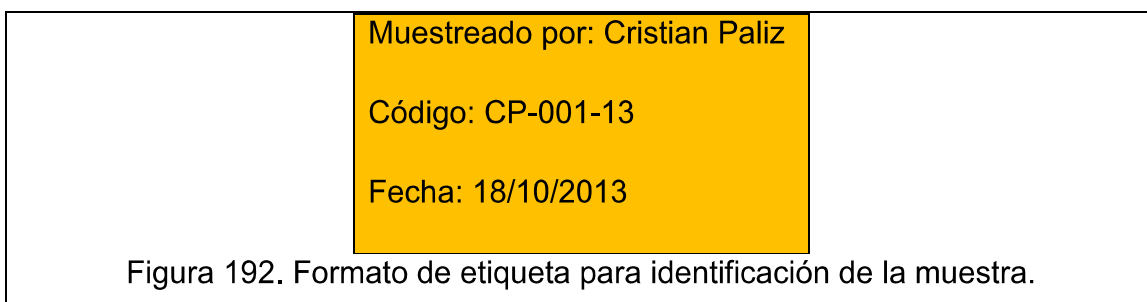 Muestreado por: Cristian Paliz
Código: CP-001-13
Fecha: 18/10/2013
Figura 192. Formato de etiqueta para identificación de la muestra.